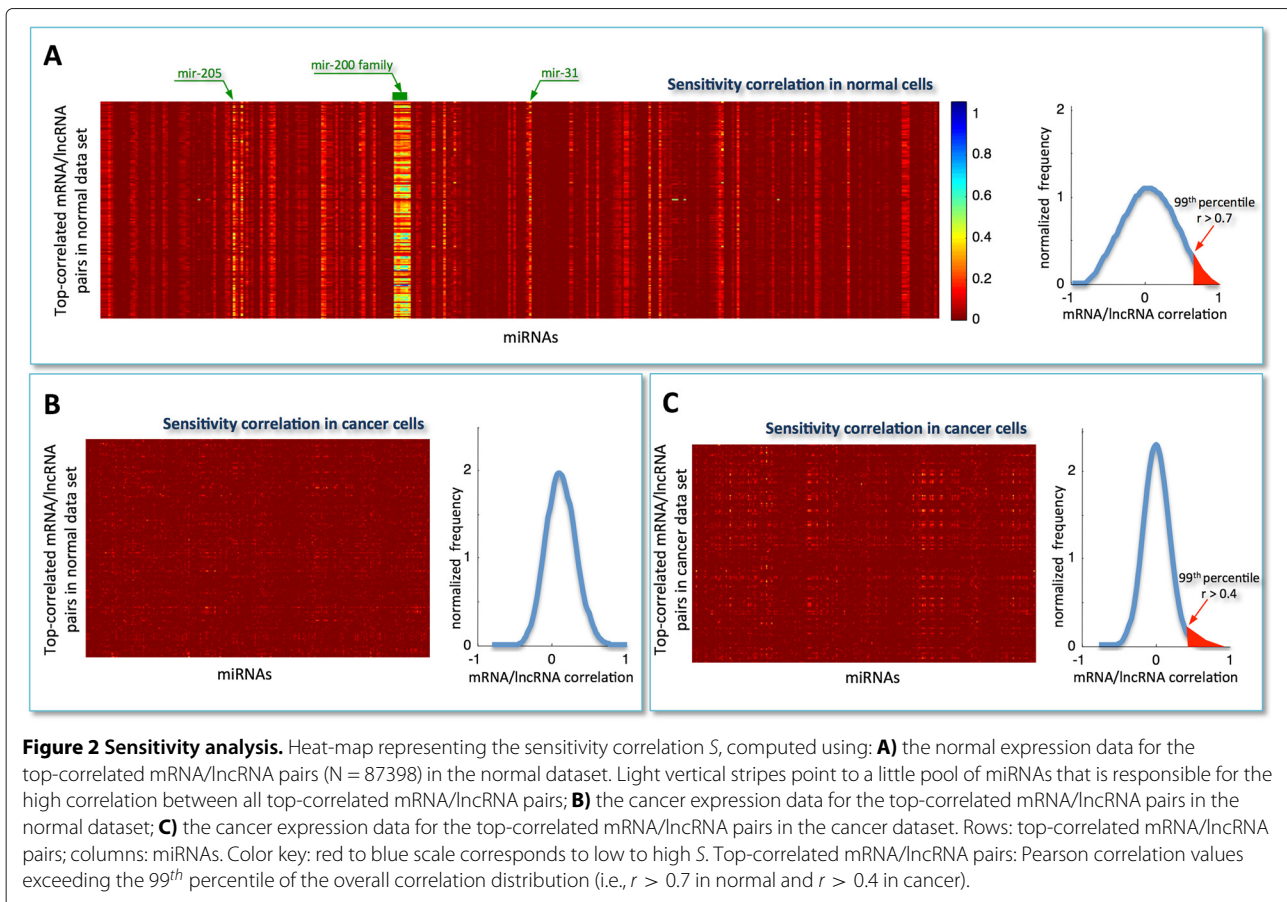 A
mir-205
mir-200 family
mir-31
Sensitivity correlation in normal cells
Top-correlated mRNA/lncRNA
pairs in normal data set
miRNAs
1
0.8
0.6
0.4
0.2
0
normalized frequency
2
1
0
99th percentile
r > 0.7
-1
0
1
mRNA/lncRNA correlation
B
Sensitivity correlation in cancer cells
Top-correlated mRNA/lncRNA
pairs in normal data set
miRNAs
normalized frequency
2
1
0
-1
0
1
mRNA/lncRNA correlation
C
Sensitivity correlation in cancer cells
Top-correlated mRNA/lncRNA
pairs in cancer data set
miRNAs
normalized frequency
2
1
0
99th percentile
r > 0.4
-1
0
1
mRNA/lncRNA correlation
Figure 2 Sensitivity analysis. Heat-map representing the sensitivity correlation S, computed using: A) the normal expression data for the
top-correlated mRNA/lncRNA pairs (N = 87398) in the normal dataset. Light vertical stripes point to a little pool of miRNAs that is responsible for the
high correlation between all top-correlated mRNA/lncRNA pairs; B) the cancer expression data for the top-correlated mRNA/lncRNA pairs in the
normal dataset; C) the cancer expression data for the top-correlated mRNA/lncRNA pairs in the cancer dataset. Rows: top-correlated mRNA/lncRNA
pairs; columns: miRNAs. Color key: red to blue scale corresponds to low to high S. Top-correlated mRNA/lncRNA pairs: Pearson correlation values
exceeding the 99th percentile of the overall correlation distribution (i.e., r > 0.7 in normal and r > 0.4 in cancer).